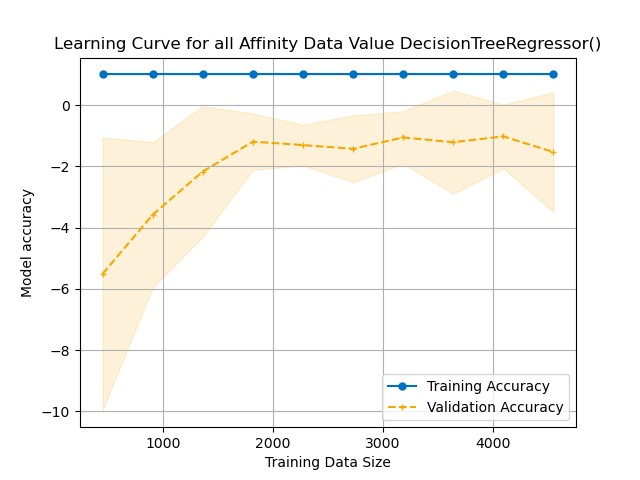 Learning Curve for all Affinity Data Value DecisionTreeRegressor()
Model accuracy
0
−2
−4
−6
−8
−10
1000
2000
3000
4000
Training Data Size
Training Accuracy
Validation Accuracy